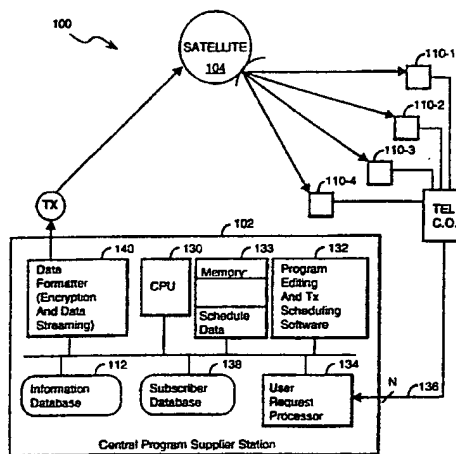 100
SATELLITE
104
110-1
110-2
110-3
110-4
TX
TEL
C.O.
102
140
Data
Formatter
(Encryption
And Data
Streaming)
130
CPU
133
Memory
Schedule
Data
132
Program
Editing
And Tx
Scheduling
Software
112
Information
Database
138
Subscriber
Database
134
User
Request
Processor
N
136
Central Program Supplier Station